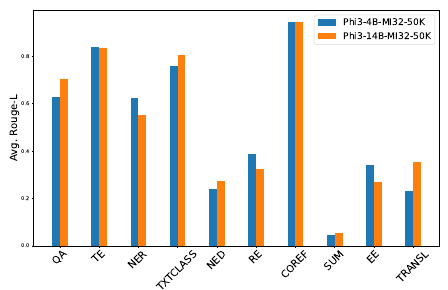 Phi3-4B-MI32-50K
Phi3-14B-MI32-50K
Avg. Rouge-L
0.8
0.6
0.4
0.2
0.0
QA
TE
NER
TXTCLASS
NED
RE
COREF
SUM
EE
TRANSL